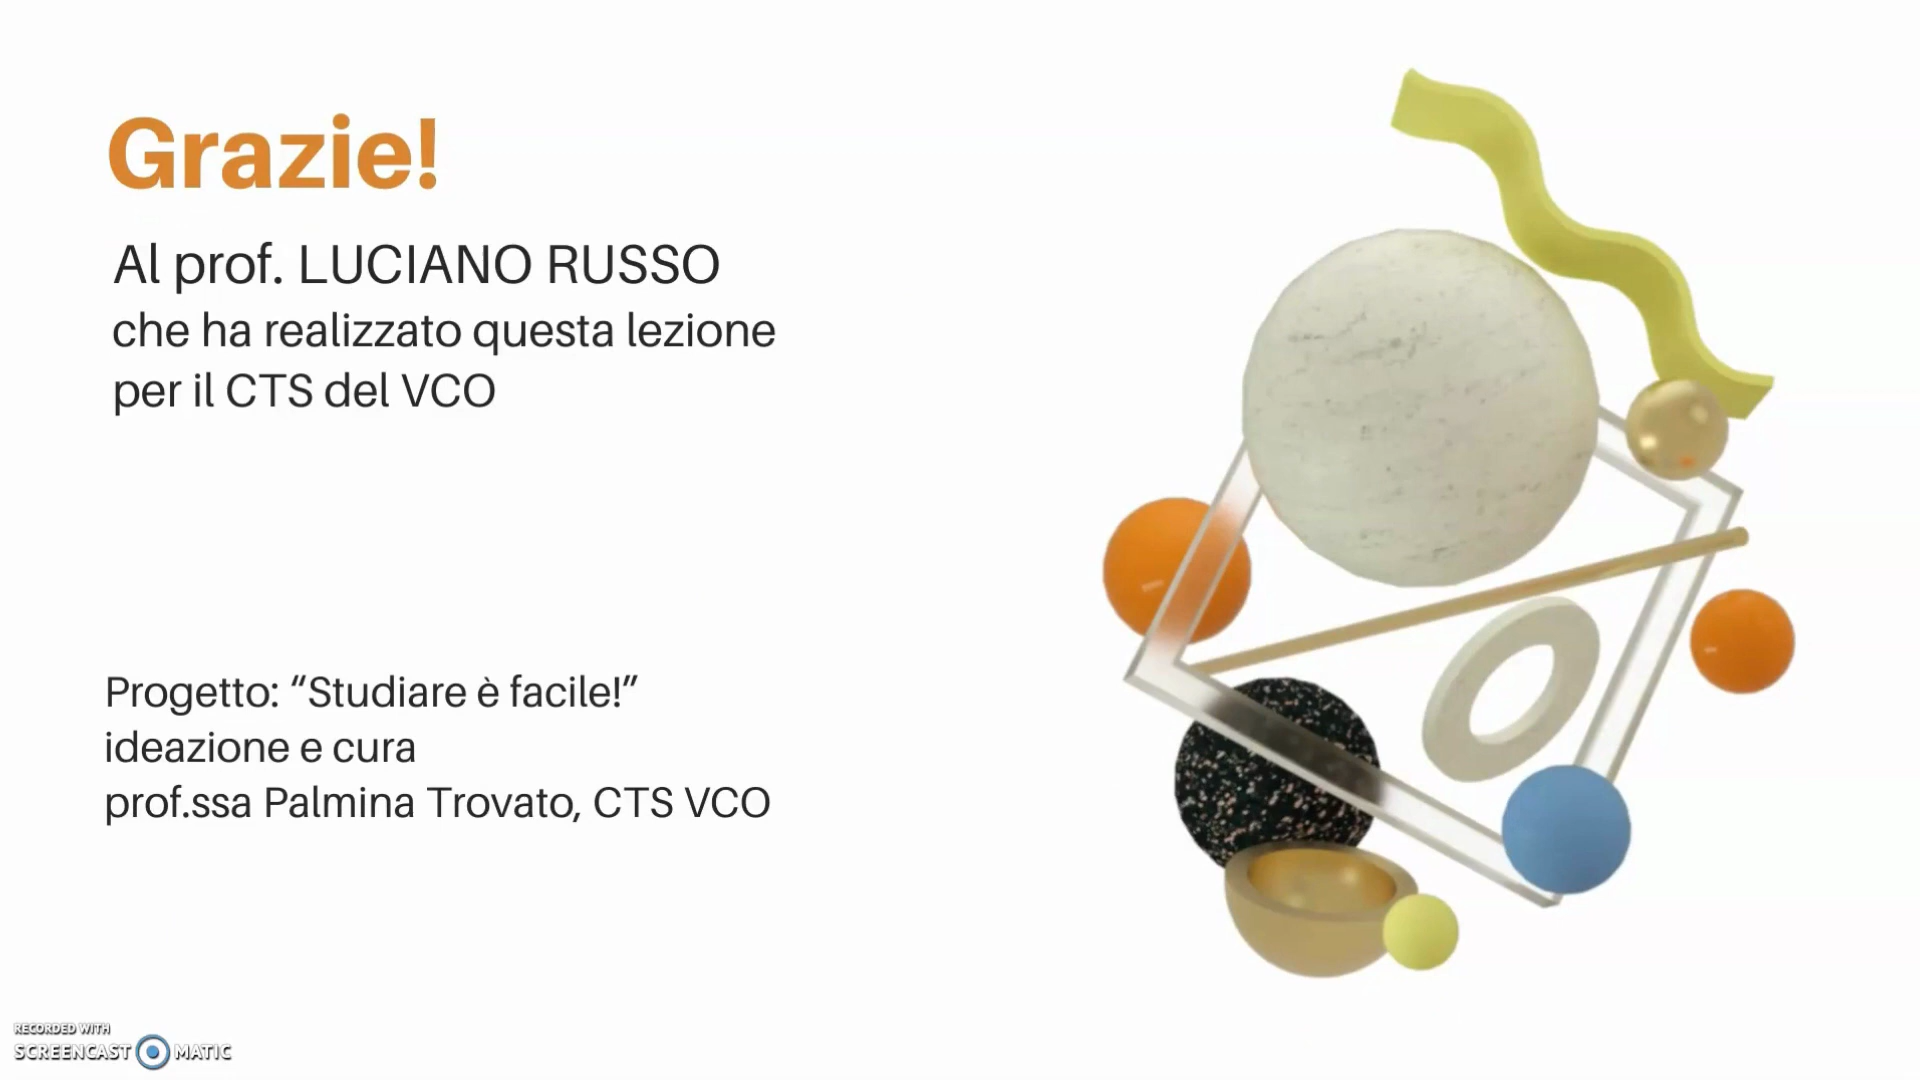 Grazie!
Al prof. LUCIANO RUSSO
che ha realizzato questa lezione
per il CTS del VCO
Progetto: “Studiare è facile!”
ideazione e cura
prof.ssa Palmina Trovato, CTS VCO
RECORDED WITH
SCREENCAST MATIC